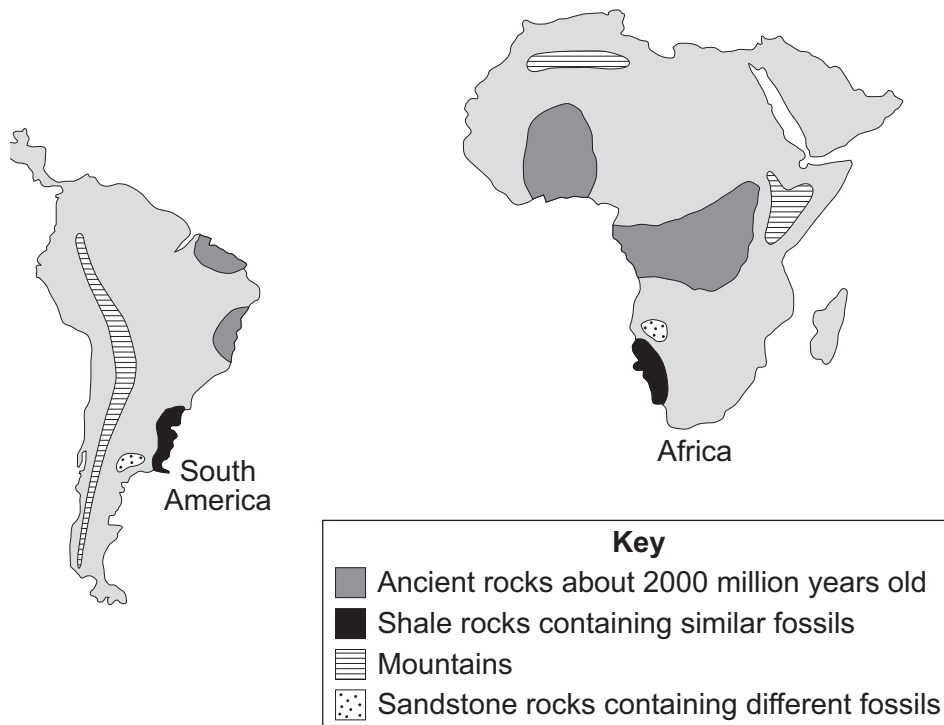 Africa
South
America
Key
Ancient rocks about 2000 million years old
Shale rocks containing similar fossils
Mountains
Sandstone rocks containing different fossils